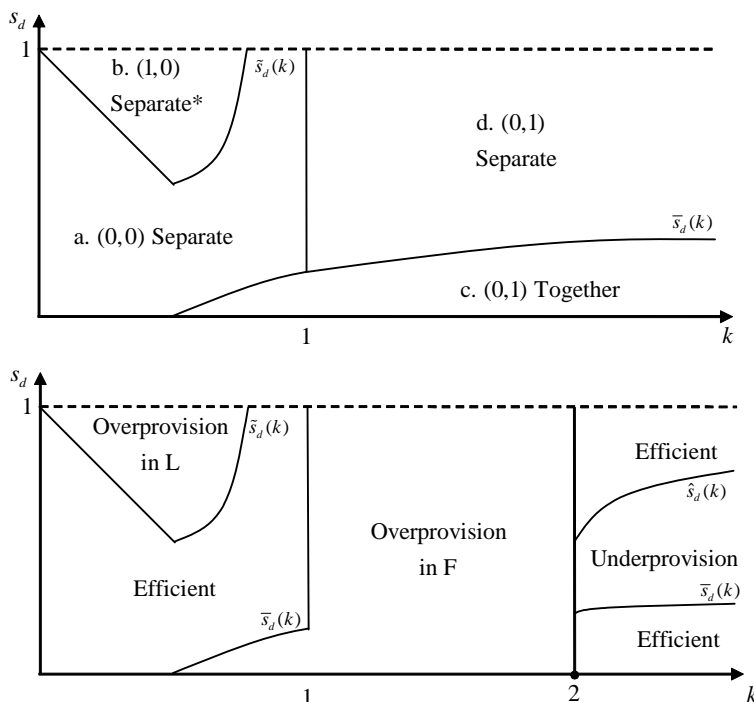 s_d
1
b. (1,0)
Separate*
s̃_d(k)
d. (0,1)
Separate
a. (0,0) Separate
s̅_d(k)
c. (0,1) Together
1
k
s_d
1
Overprovision
in L
s̃_d(k)
Efficient
ŝ_d(k)
Overprovision
in F
Underprovision
Efficient
s̅_d(k)
s̅_d(k)
Efficient
1
2
k